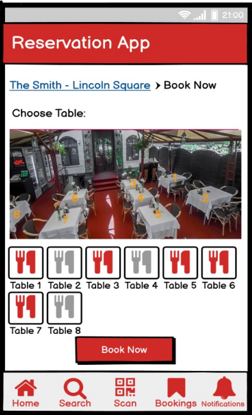 21:00
Reservation App
The Smith - Lincoln Square > Book Now
Choose Table:
Table 1 Table 2 Table 3 Table 4 Table 5 Table 6
Table 7 Table 8
Book Now
Home Search Scan Bookings Notifications